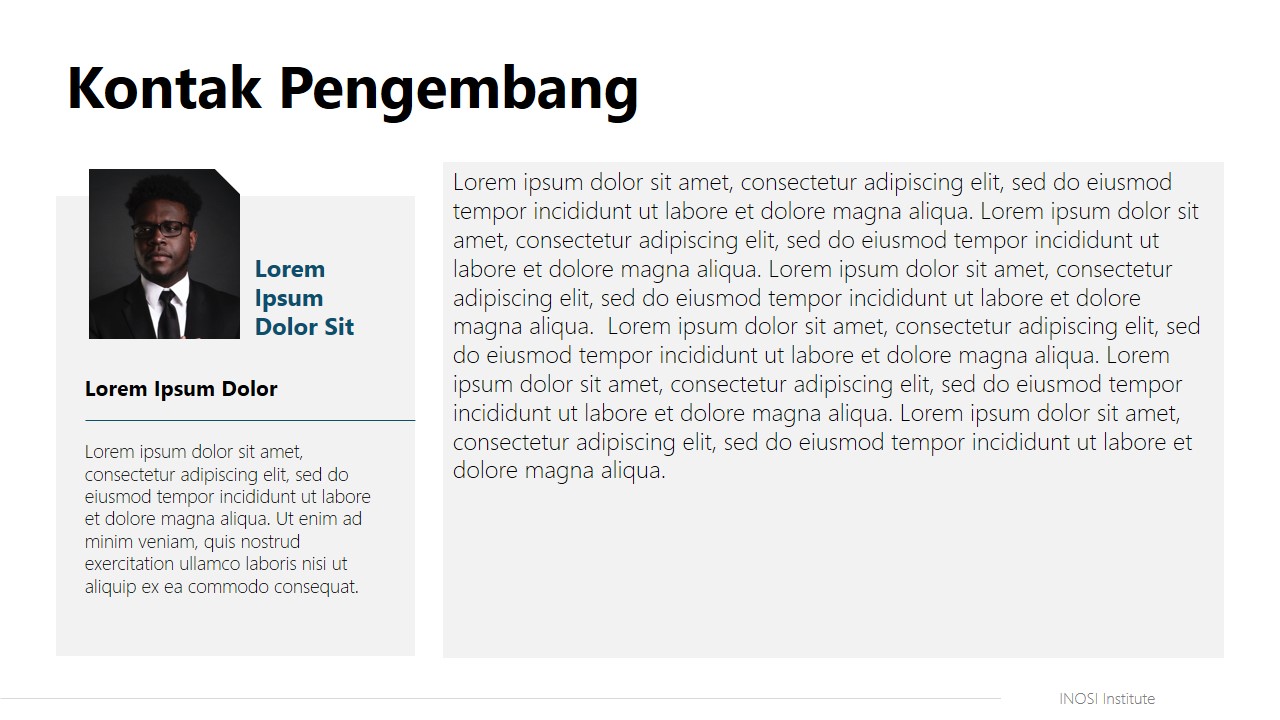 Kontak Pengembang
Lorem
Ipsum
Dolor Sit
Lorem Ipsum Dolor
Lorem ipsum dolor sit amet,
consectetur adipiscing elit, sed do
eiusmod tempor incididunt ut labore
et dolore magna aliqua. Ut enim ad
minim veniam, quis nostrud
exercitation ullamco laboris nisi ut
aliquip ex ea commodo consequat.
Lorem ipsum dolor sit amet, consectetur adipiscing elit, sed do eiusmod
tempor incididunt ut labore et dolore magna aliqua. Lorem ipsum dolor sit
amet, consectetur adipiscing elit, sed do eiusmod tempor incididunt ut
labore et dolore magna aliqua. Lorem ipsum dolor sit amet, consectetur
adipiscing elit, sed do eiusmod tempor incididunt ut labore et dolore
magna aliqua.  Lorem ipsum dolor sit amet, consectetur adipiscing elit, sed
do eiusmod tempor incididunt ut labore et dolore magna aliqua. Lorem
ipsum dolor sit amet, consectetur adipiscing elit, sed do eiusmod tempor
incididunt ut labore et dolore magna aliqua. Lorem ipsum dolor sit amet,
consectetur adipiscing elit, sed do eiusmod tempor incididunt ut labore et
dolore magna aliqua.
INOSI Institute